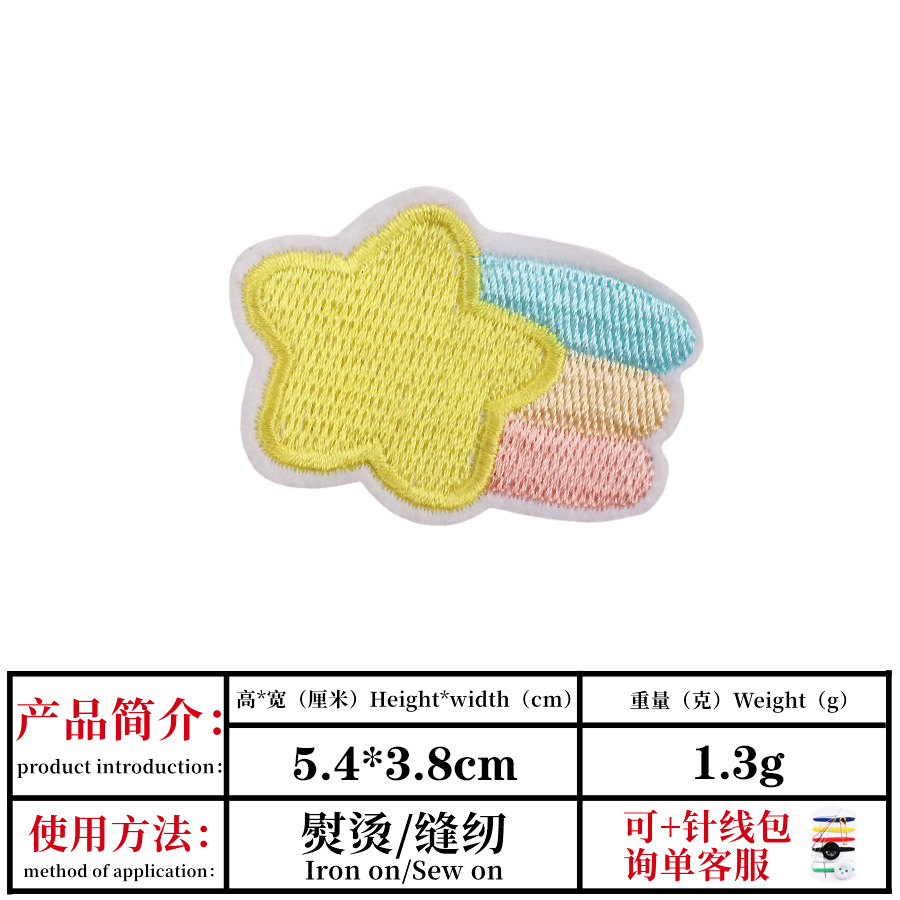 产品简介：
product introduction:
高*宽（厘米）Height*width（cm）
重量（克）Weight（g）
5.4*3.8cm
1.3g
使用方法：
method of application:
熨烫/缝纫
Iron on/Sew on
可+针线包
询单客服